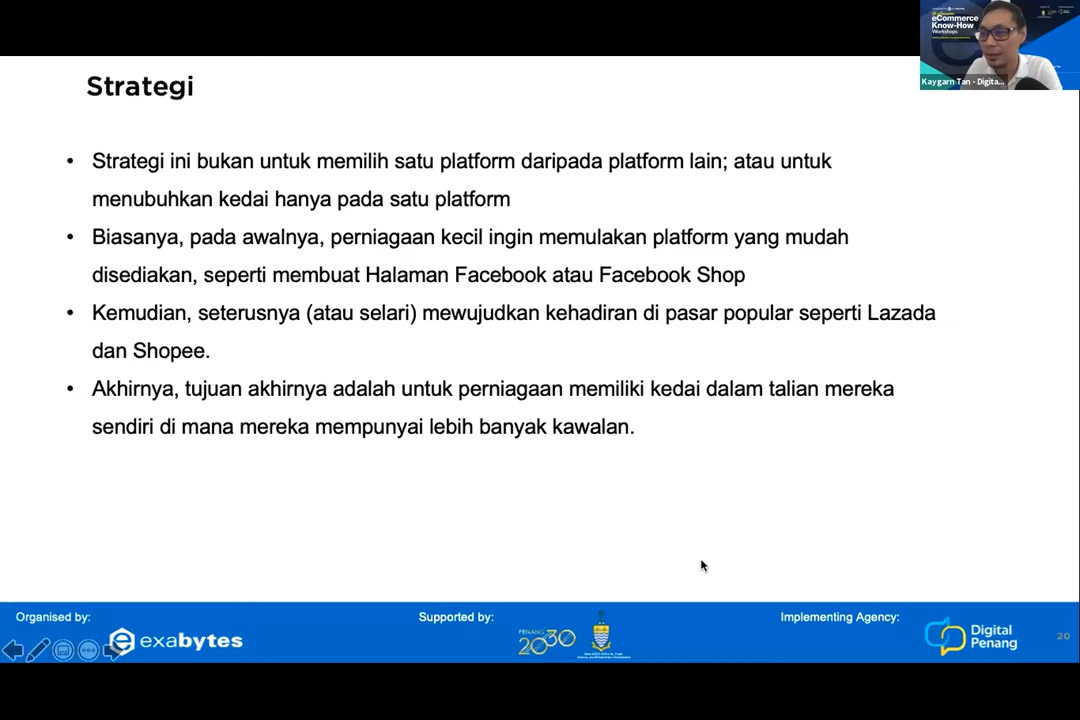 eCommerce
Know-How
Workshops
Kaygarn Tan - Digita...
Strategi
• Strategi ini bukan untuk memilih satu platform daripada platform lain; atau untuk
menubuhkan kedai hanya pada satu platform
• Biasanya, pada awalnya, perniagaan kecil ingin memulakan platform yang mudah
disediakan, seperti membuat Halaman Facebook atau Facebook Shop
• Kemudian, seterusnya (atau selari) mewujudkan kehadiran di pasar popular seperti Lazada
dan Shopee.
• Akhirnya, tujuan akhirnya adalah untuk perniagaan memiliki kedai dalam talian mereka
sendiri di mana mereka mempunyai lebih banyak kawalan.
Organised by:
exabytes
Supported by:
PENANG
2030
Implementing Agency:
Digital
Penang
20